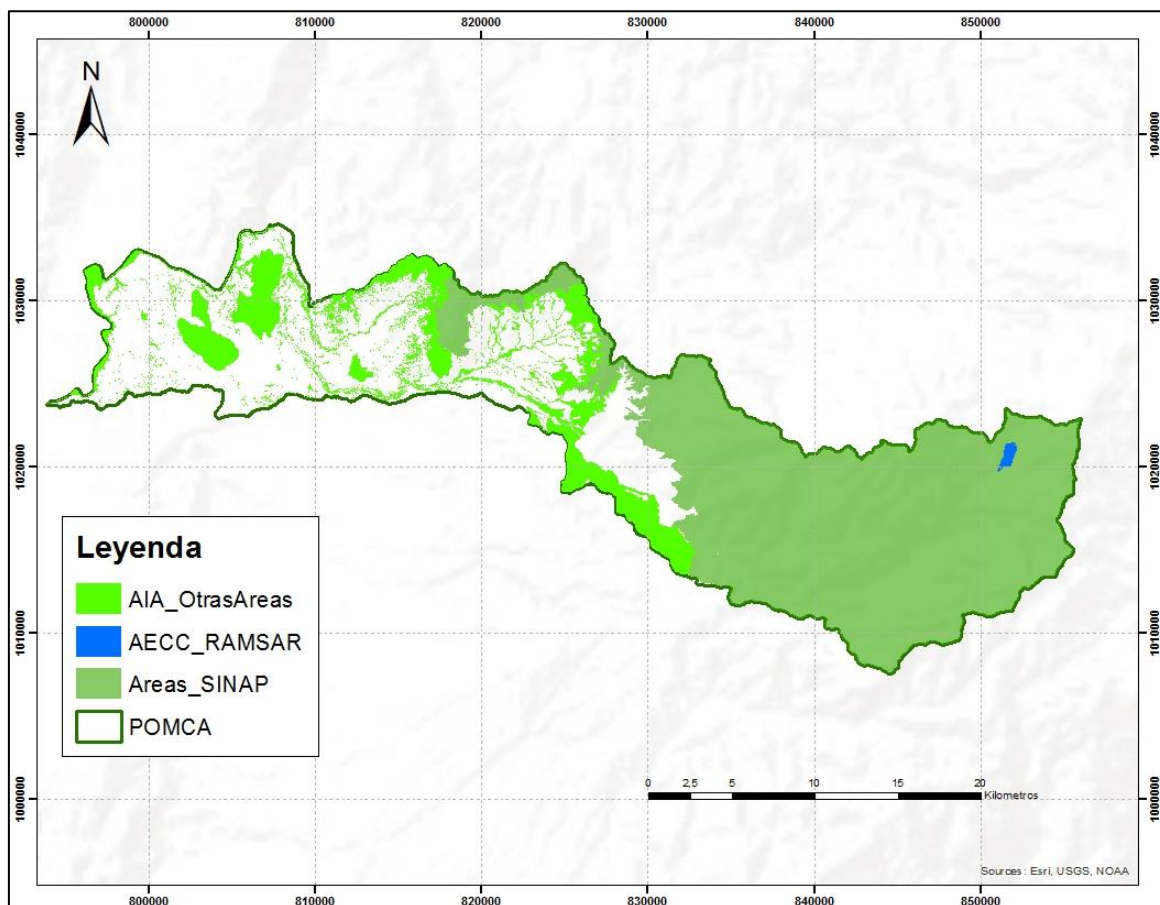 800000 810000 820000 830000 840000 850000
N
1040000 1040000
1030000 1030000
1020000 1020000
Leyenda
AIA_OtrasAreas
AECC_RAMSAR
Areas_SINAP
POMCA
1010000 1010000
0 2,5 5 10 15 20
Kilometros
1000000 1000000
Sources: Esri, USGS, NOAA
800000 810000 820000 830000 840000 850000